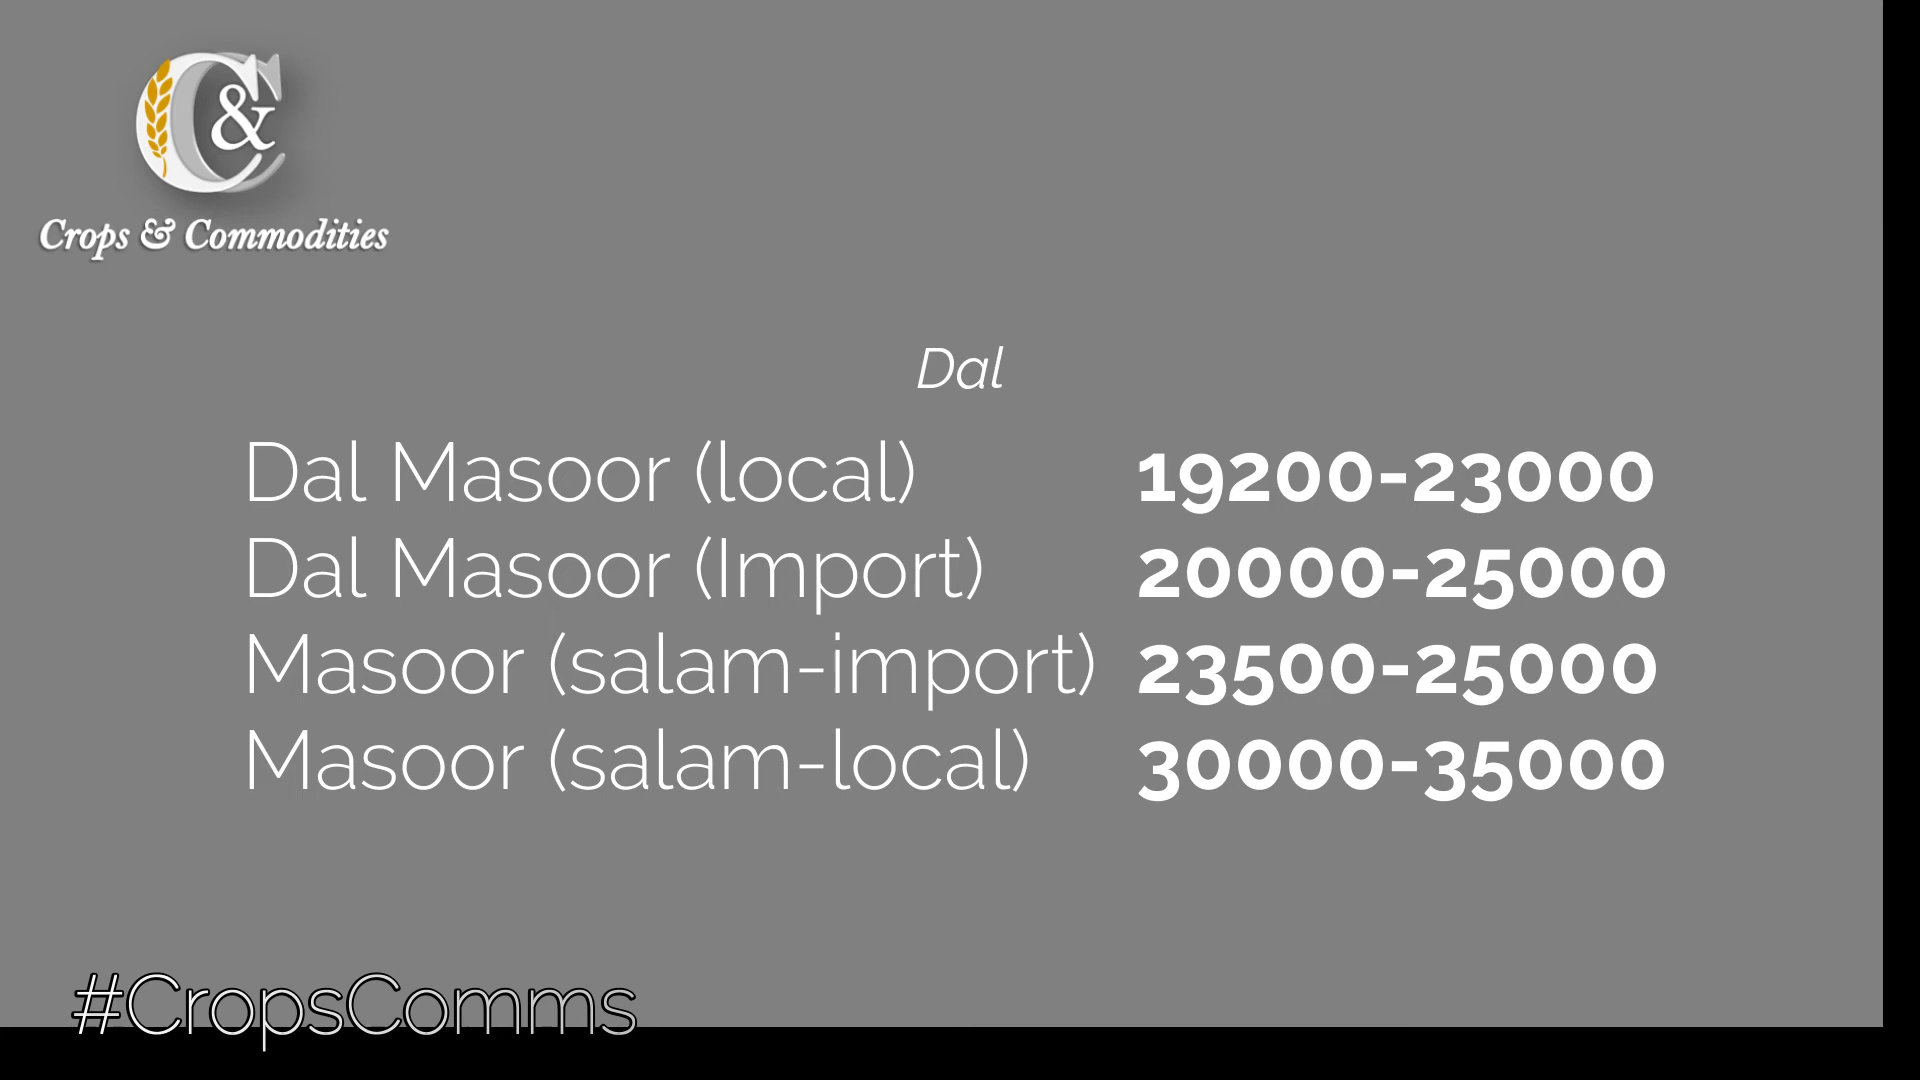 C&
Crops & Commodities
Dal
Dal Masoor (local) 19200-23000
Dal Masoor (Import) 20000-25000
Masoor (salam-import) 23500-25000
Masoor (salam-local) 30000-35000
#CropsComms